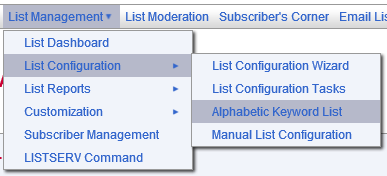 List Management▾ List Moderation Subscriber's Corner Email Lis
List Dashboard
List Configuration ▸
List Reports ▸
Customization ▸
Subscriber Management
LISTSERV Command
List Configuration Wizard
List Configuration Tasks
Alphabetic Keyword List
Manual List Configuration